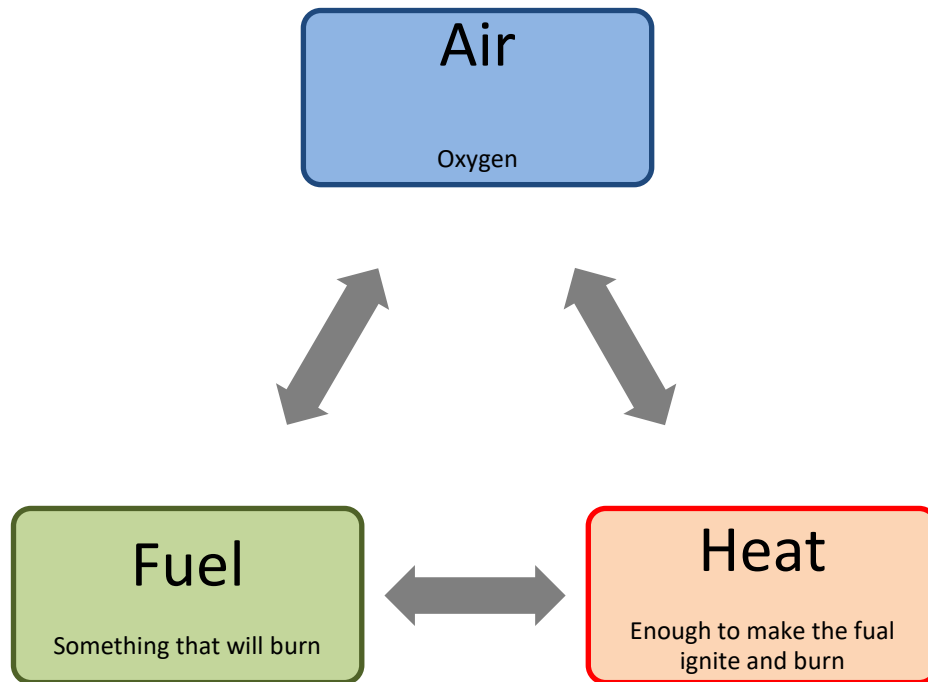 Air
Oxygen
Fuel
Something that will burn
Heat
Enough to make the fual
ignite and burn